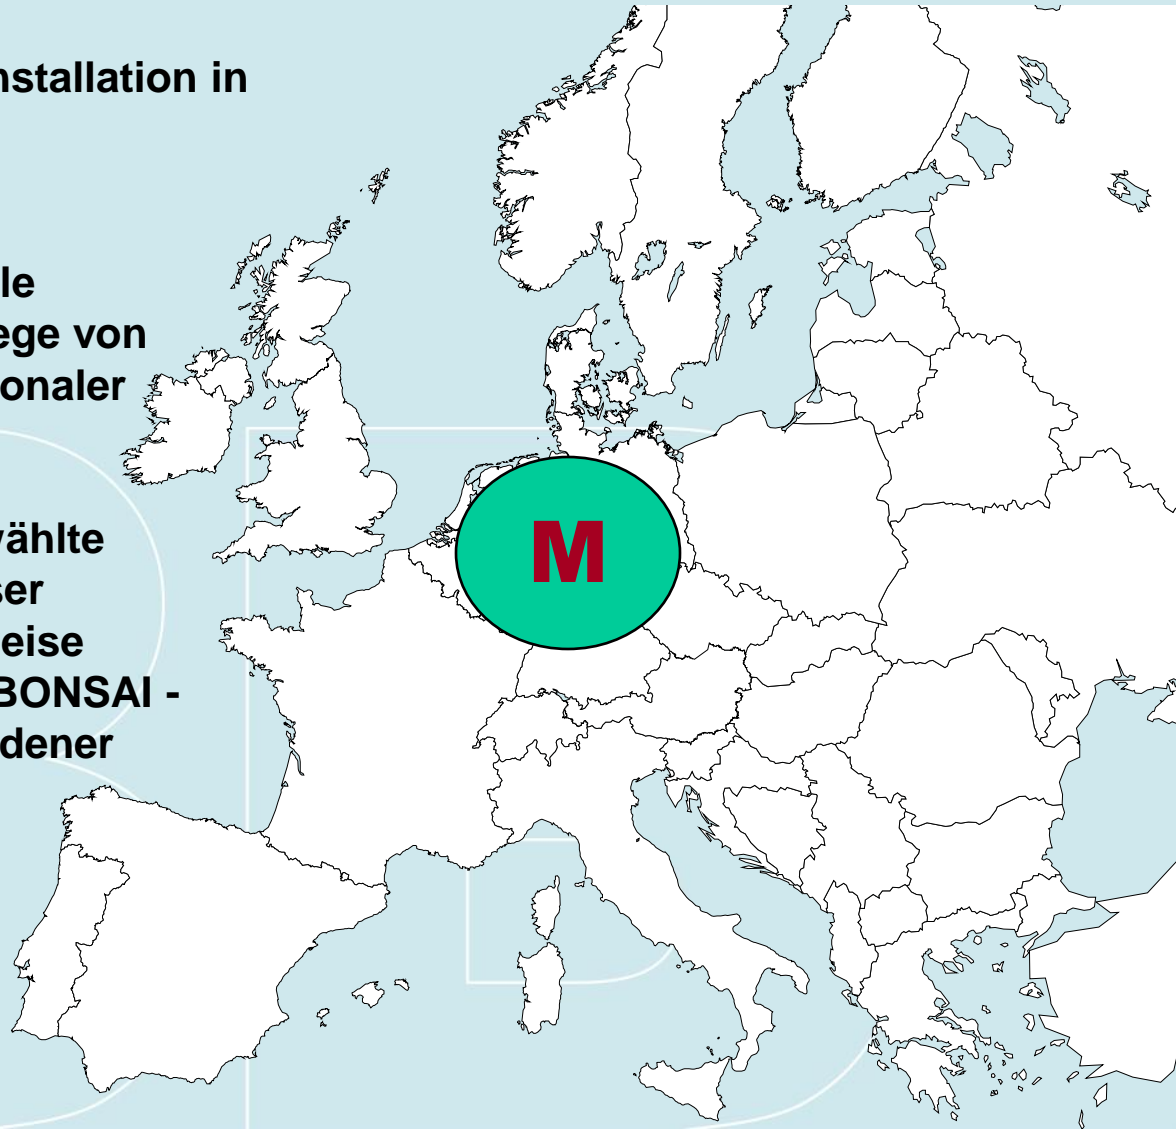 nstallation in
le
ege von
onaler
vählte
ser
eise
BONSAI -
dener
M